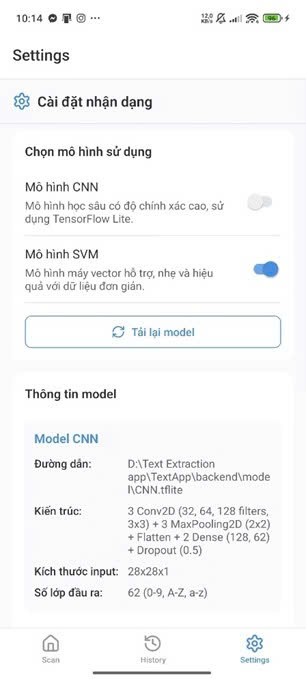 10:14
12,0
KB/s
96
Settings
Cài đặt nhận dạng
Chọn mô hình sử dụng
Mô hình CNN
Mô hình học sâu có độ chính xác cao, sử
dụng TensorFlow Lite.
Mô hình SVM
Mô hình máy vector hỗ trợ, nhẹ và hiệu
quả với dữ liệu đơn giản.
Tải lại model
Thông tin model
Model CNN
Đường dẫn: D:\Text Extraction
app\TextApp\backend\mode
l\CNN.tflite
Kiến trúc: 3 Conv2D (32, 64, 128 filters,
3x3) + 3 MaxPooling2D (2x2)
+ Flatten + 2 Dense (128, 62)
+ Dropout (0.5)
Kích thước input: 28x28x1
Số lớp đầu ra: 62 (0-9, A-Z, a-z)
Scan History Settings